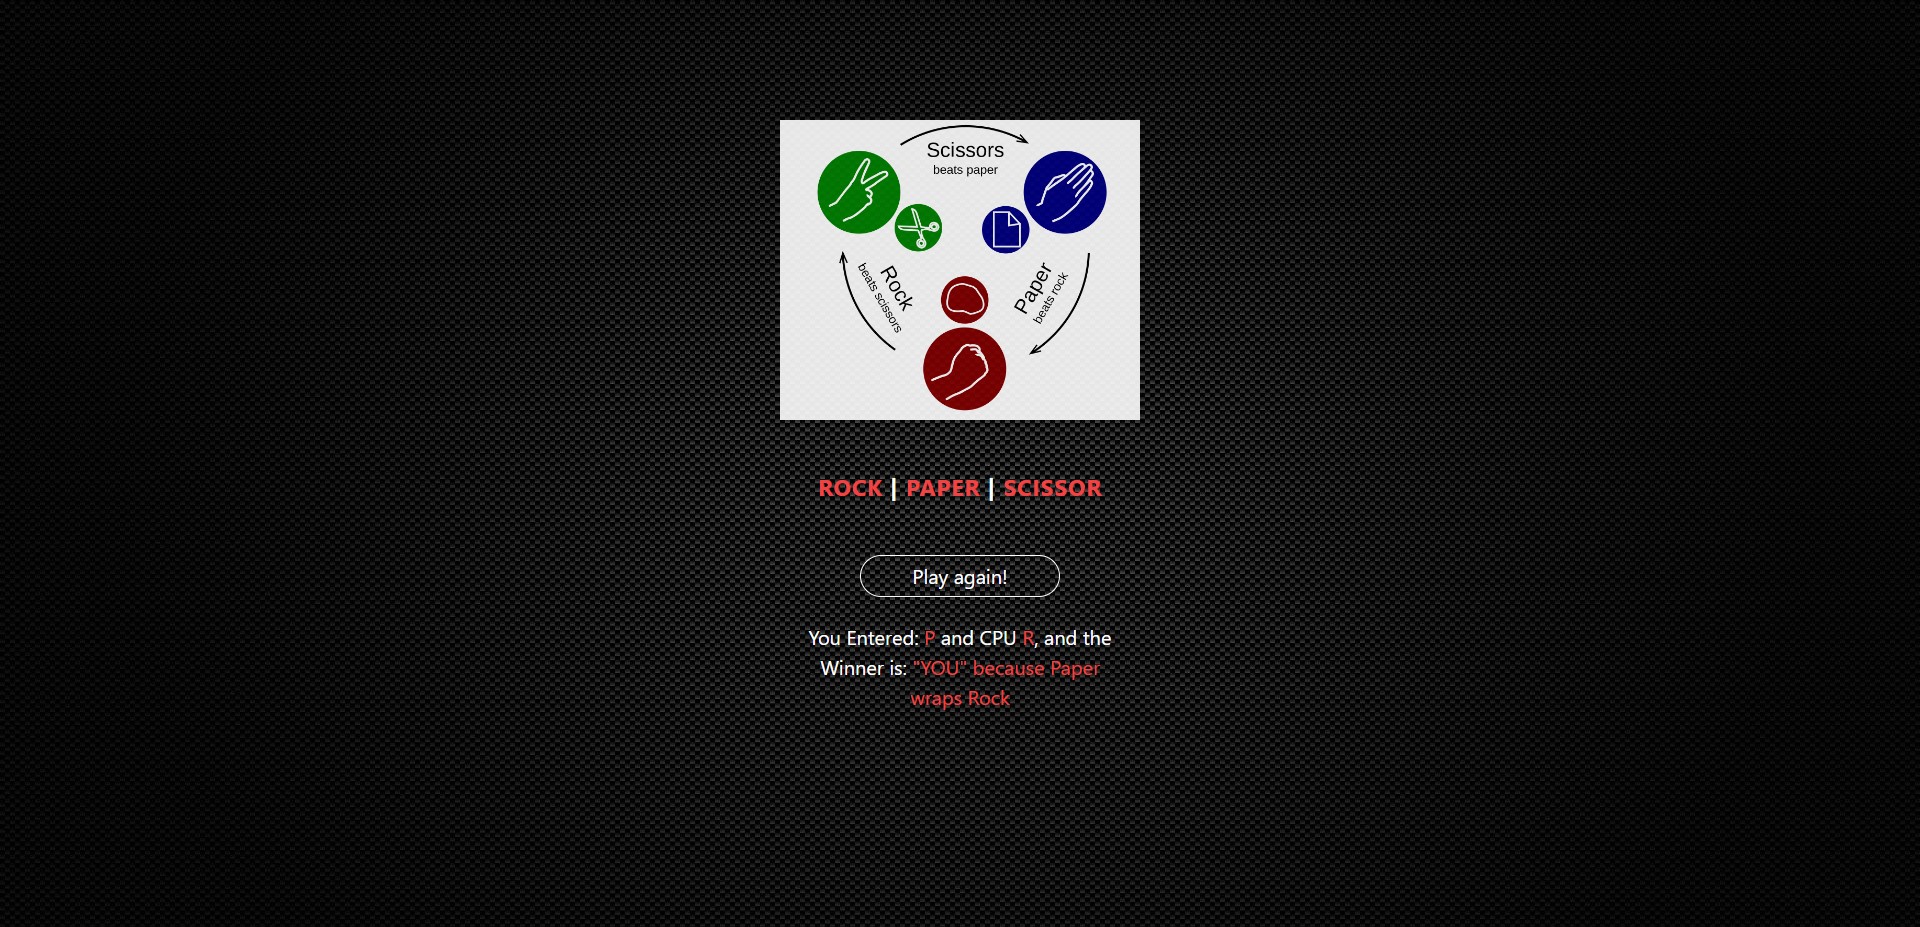 Scissors
beats paper
Rock
beats scissors
Paper
beats rock
ROCK | PAPER | SCISSOR
Play again!
You Entered: P and CPU R, and the
Winner is: "YOU" because Paper
wraps Rock